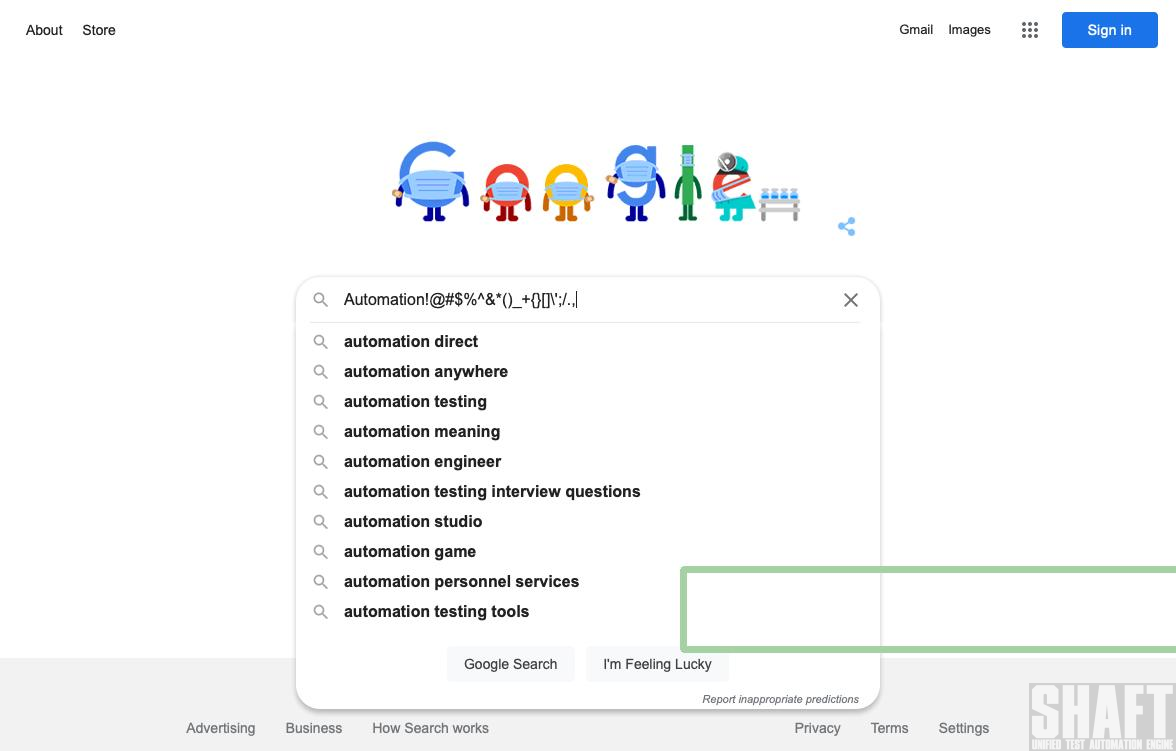 About Store
Gmail Images
Sign in
Google
Automation!@#$%^&*()_+{}[]\';/.,
automation direct
automation anywhere
automation testing
automation meaning
automation engineer
automation testing interview questions
automation studio
automation game
automation personnel services
automation testing tools
Google Search
I'm Feeling Lucky
Report inappropriate predictions
Advertising Business How Search works
Privacy Terms Settings
SHAFT
UNIFIED TEST AUTOMATION ENGINE